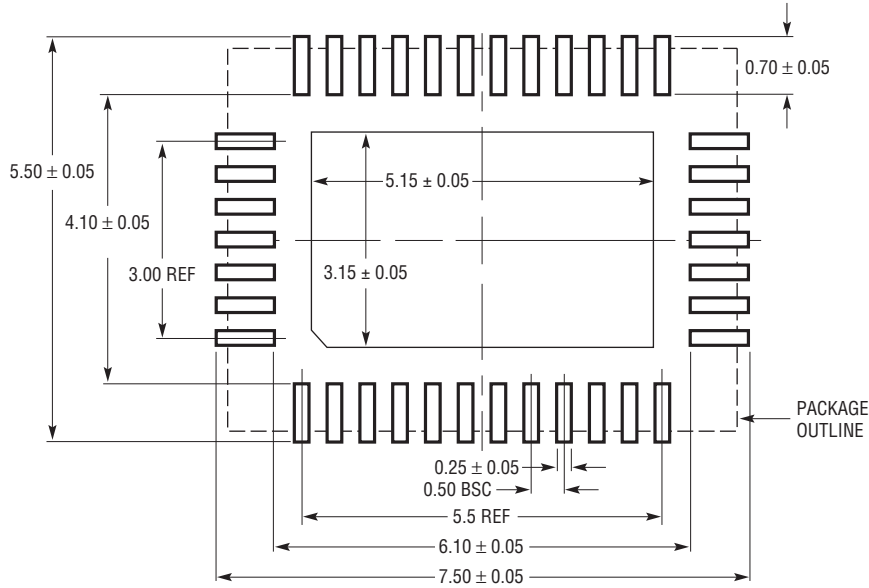 0.70 ± 0.05
5.50 ± 0.05
5.15 ± 0.05
4.10 ± 0.05
3.00 REF
3.15 ± 0.05
PACKAGE
OUTLINE
0.25 ± 0.05
0.50 BSC
5.5 REF
6.10 ± 0.05
7.50 ± 0.05